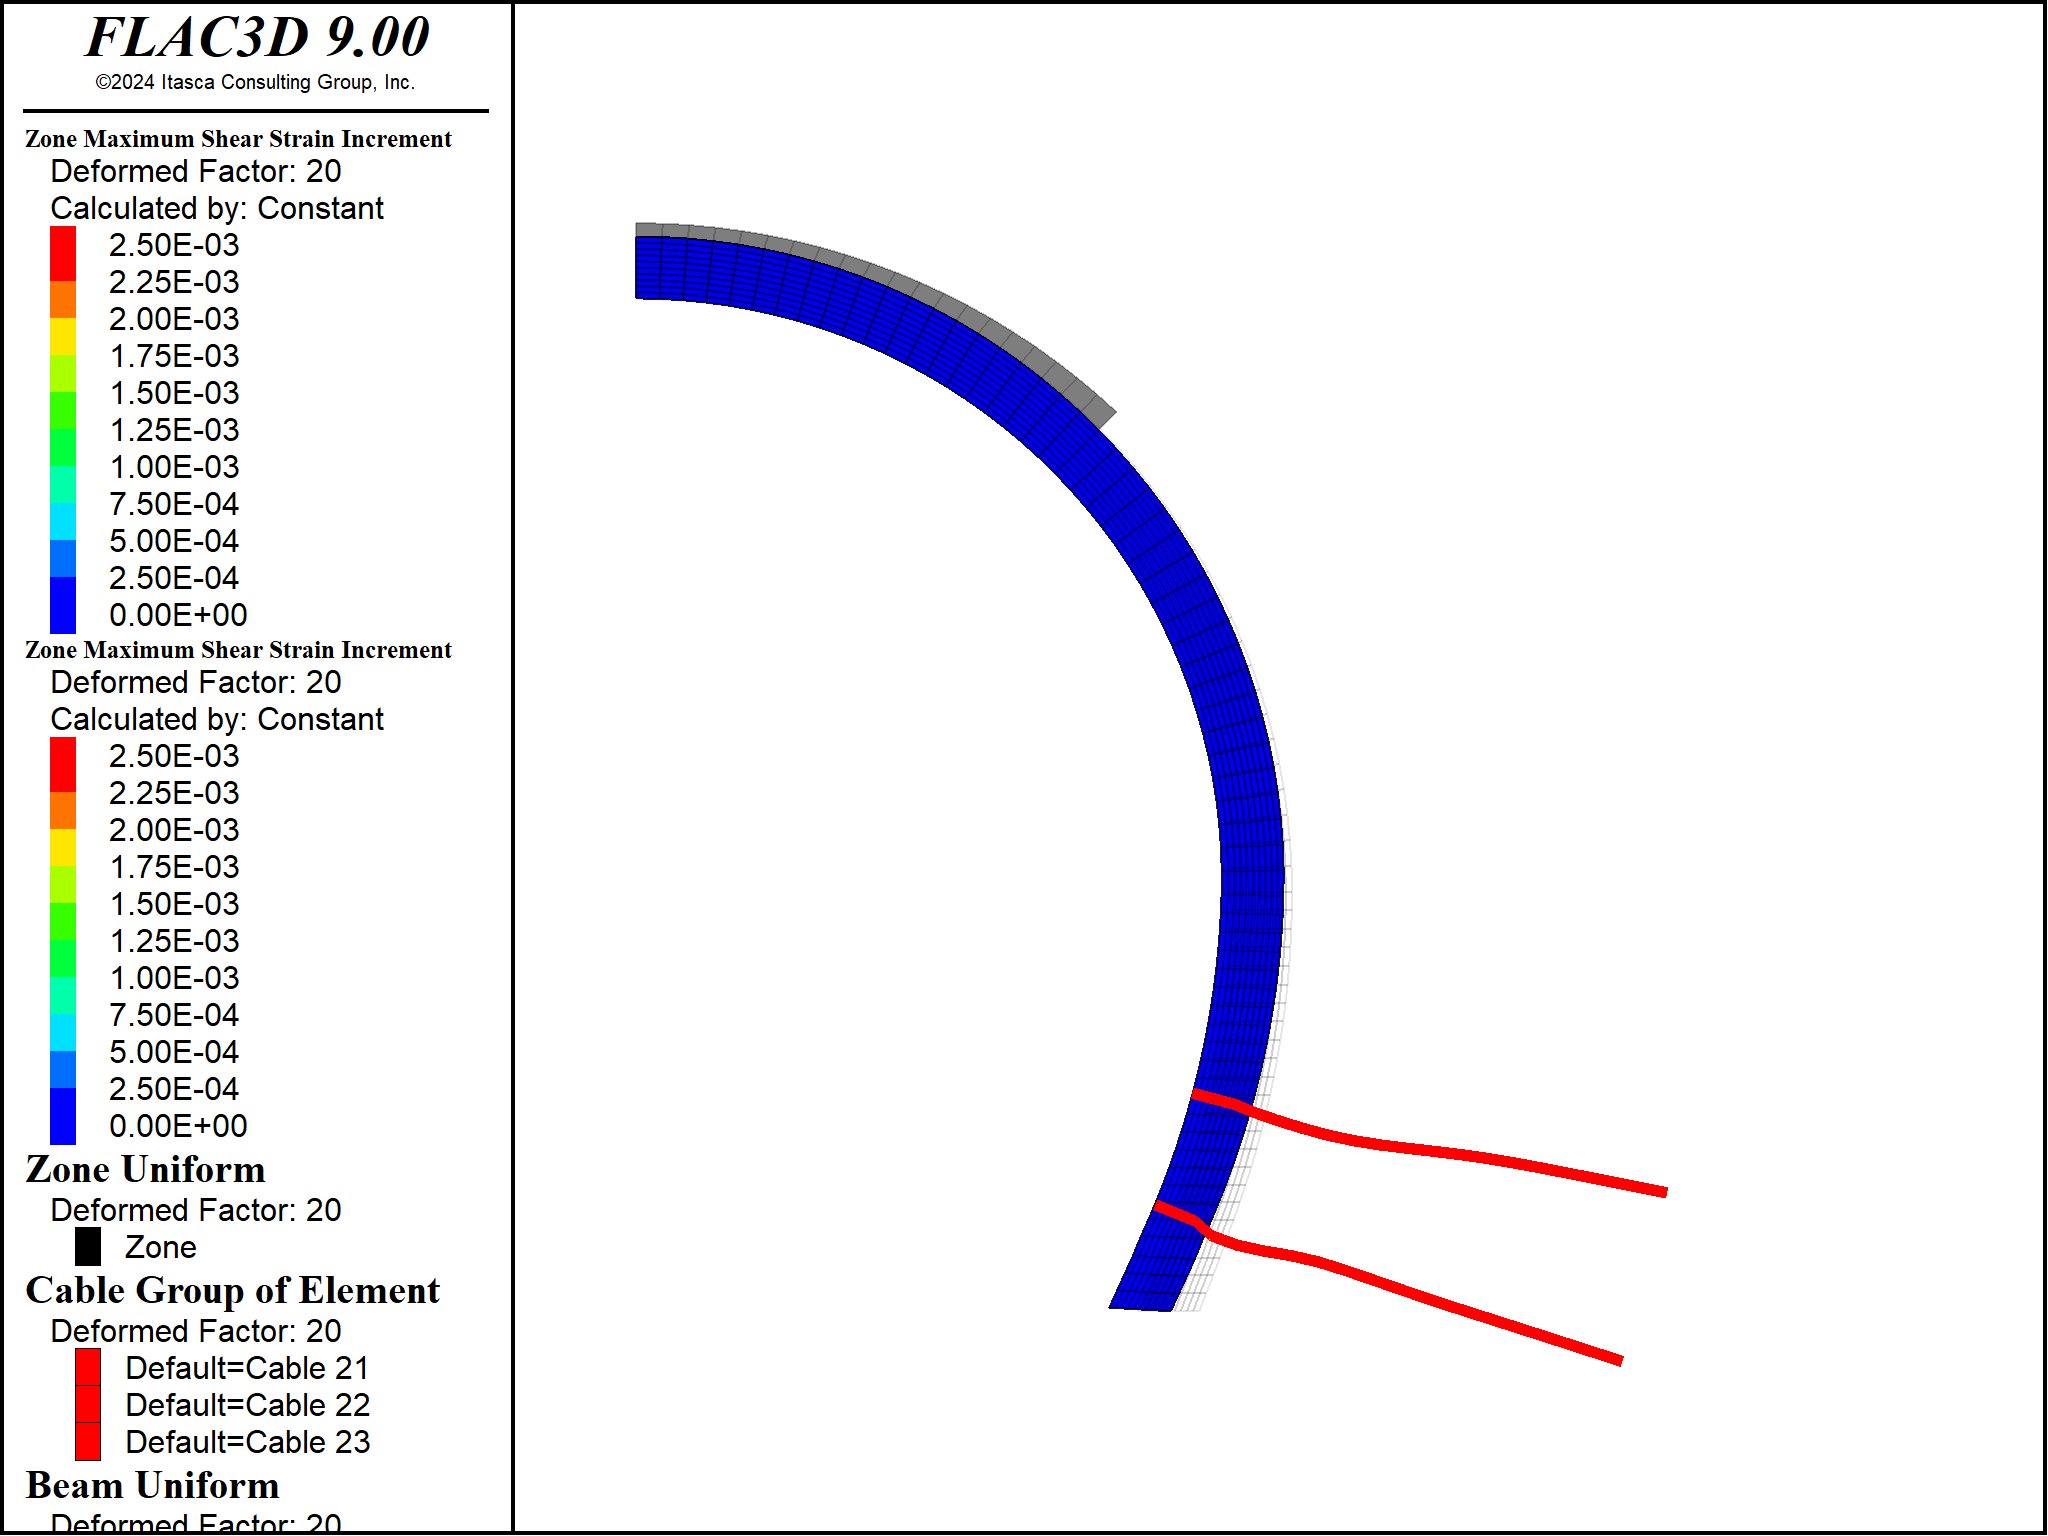 FLAC3D 9.00
©2024 Itasca Consulting Group, Inc.
Zone Maximum Shear Strain Increment
Deformed Factor: 20
Calculated by: Constant
2.50E-03
2.25E-03
2.00E-03
1.75E-03
1.50E-03
1.25E-03
1.00E-03
7.50E-04
5.00E-04
2.50E-04
0.00E+00
Zone Maximum Shear Strain Increment
Deformed Factor: 20
Calculated by: Constant
2.50E-03
2.25E-03
2.00E-03
1.75E-03
1.50E-03
1.25E-03
1.00E-03
7.50E-04
5.00E-04
2.50E-04
0.00E+00
Zone Uniform
Deformed Factor: 20
Zone
Cable Group of Element
Deformed Factor: 20
Default=Cable 21
Default=Cable 22
Default=Cable 23
Beam Uniform
Deformed Factor: 20